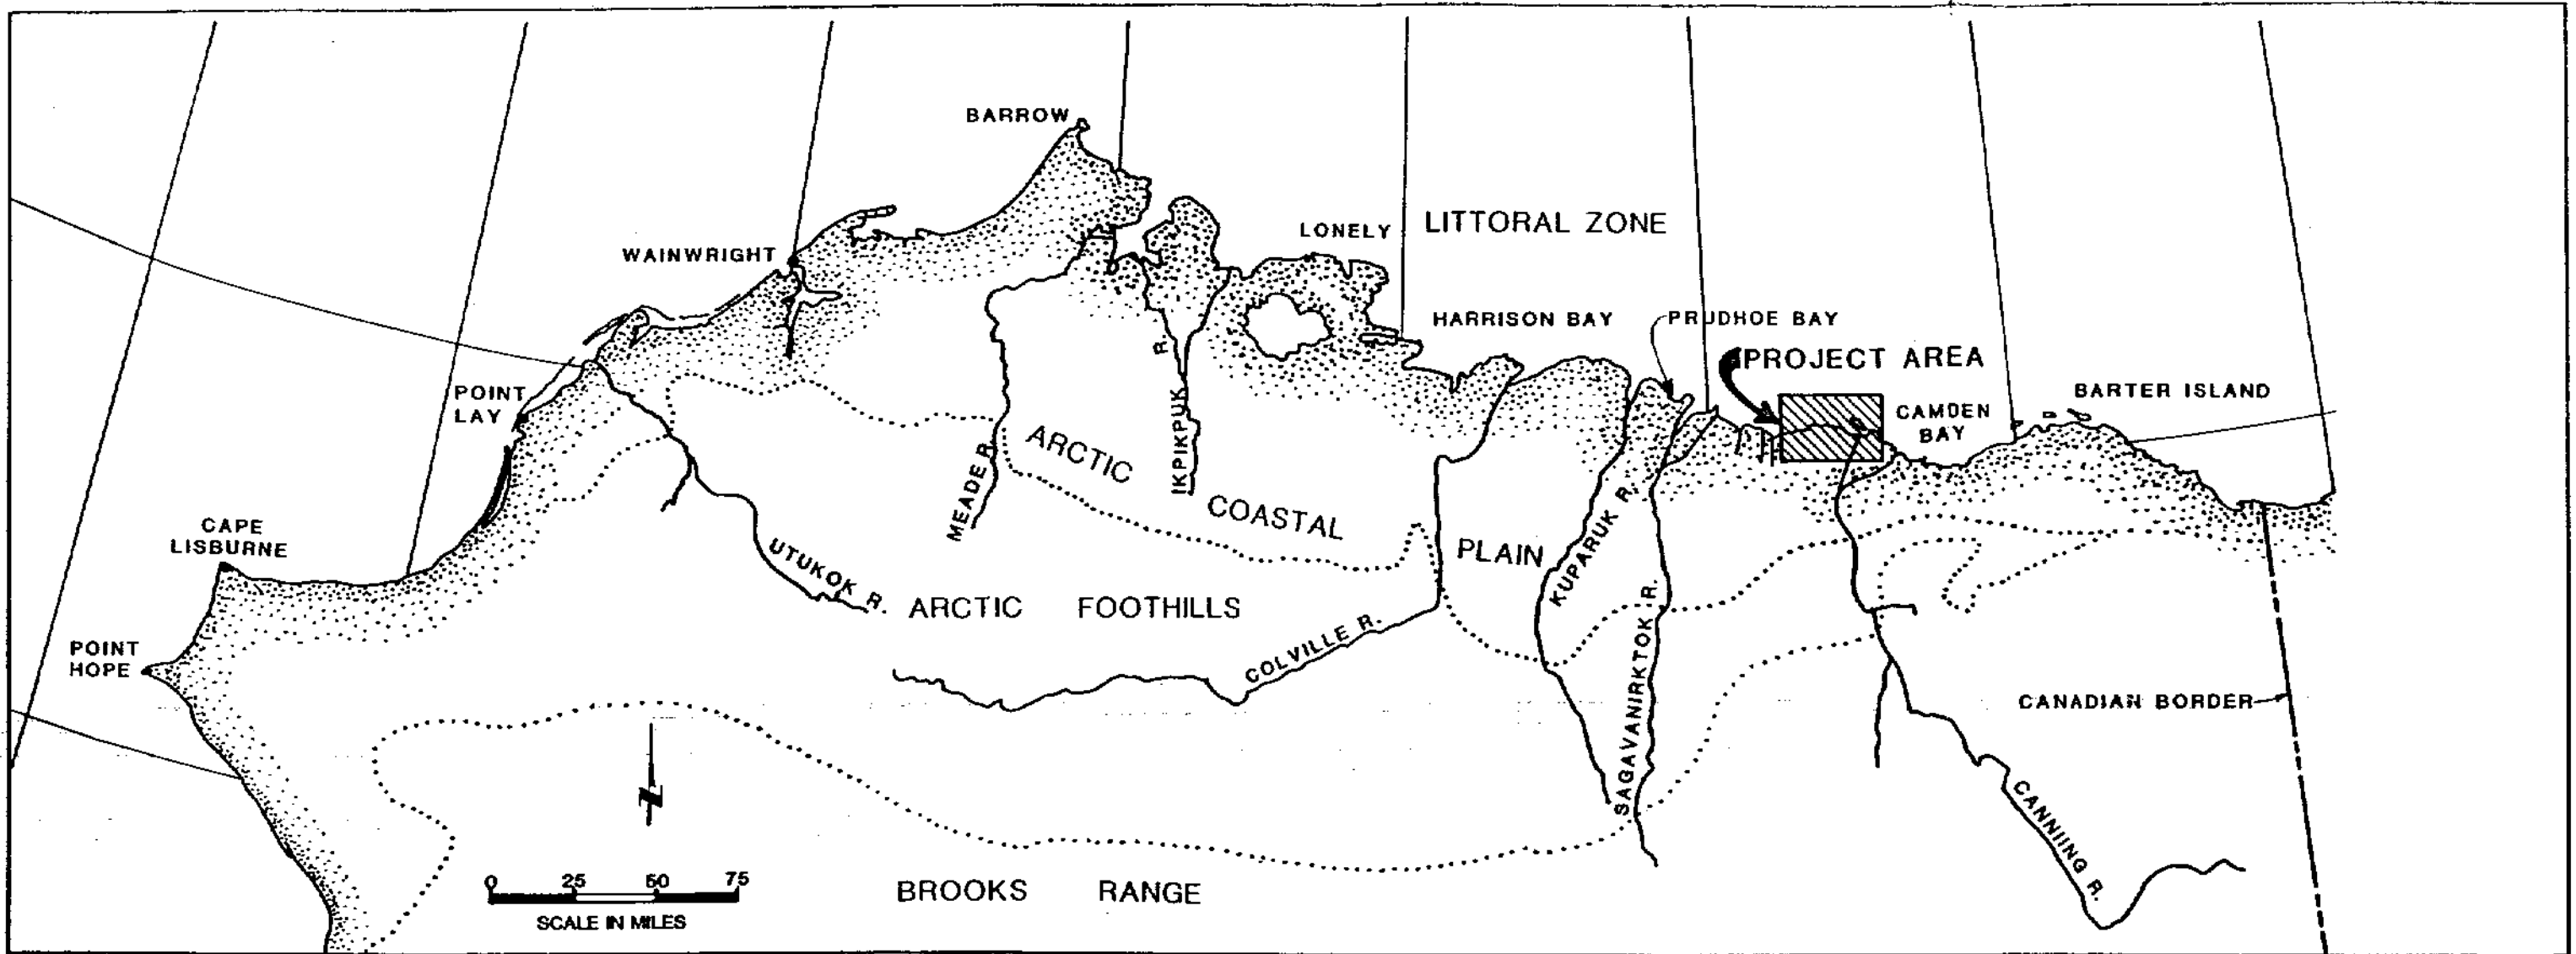 BARROW
LITTORAL ZONE
LONELY
WAINWRIGHT
HARRISON BAY
PRUDHOE BAY
PROJECT AREA
BARTER ISLAND
POINT
LAY
CAMDEN
BAY
ARCTIC
COASTAL
PLAIN
MEADE R.
IKPIKPUK R.
KUPARUK R.
CAPE
LISBURNE
UTUKOK R.
ARCTIC FOOTHILLS
COLVILLE R.
SAGAVANIRKTOK R.
POINT
HOPE
CANADIAN BORDER
CANNIING R.
N
0 25 50 75
SCALE IN MILES
BROOKS RANGE